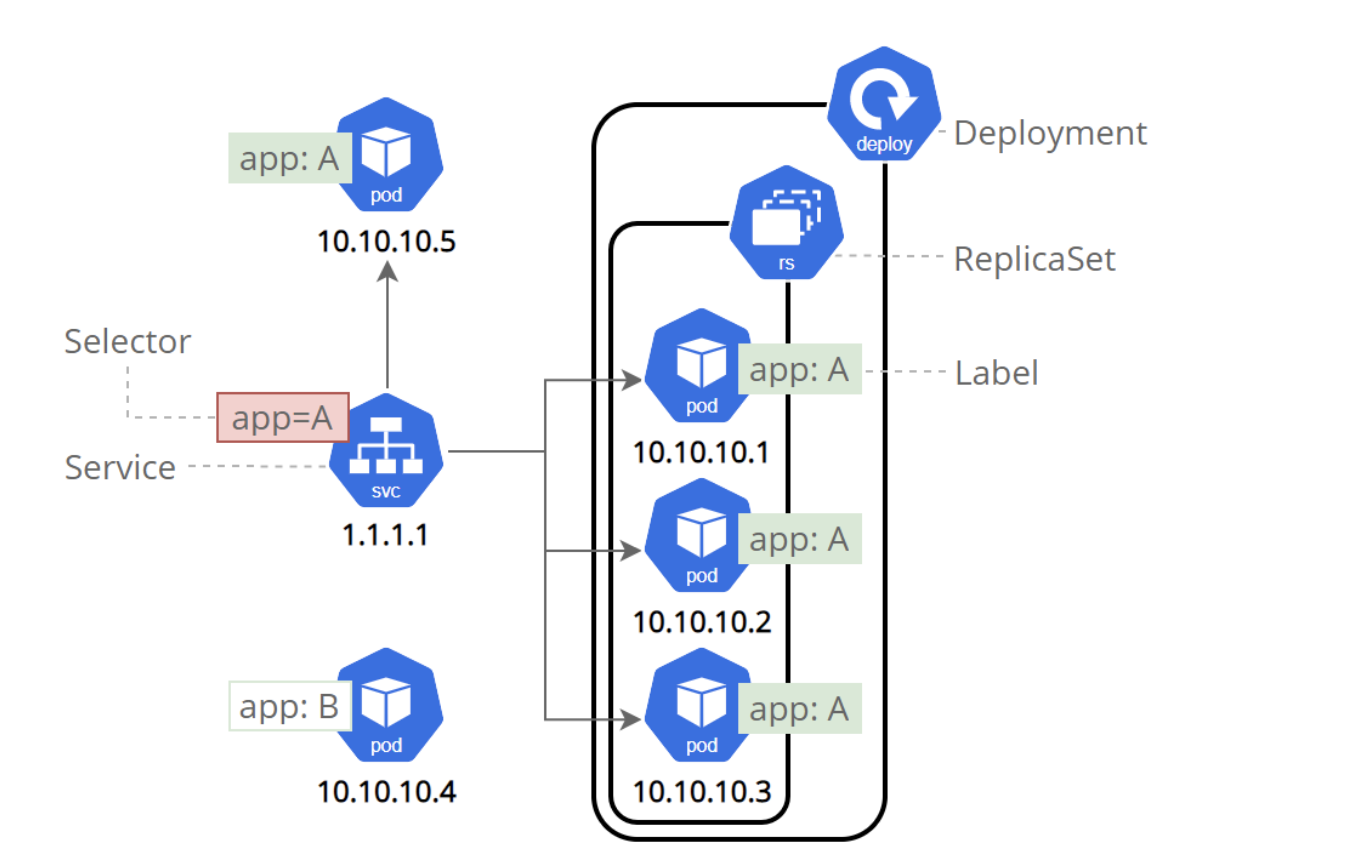 deploy
Deployment
app: A
pod
10.10.10.5
rs
ReplicaSet
Selector
app=A
Service
svc
1.1.1.1
pod
app: A
Label
10.10.10.1
pod
app: A
10.10.10.2
app: B
pod
10.10.10.4
pod
app: A
10.10.10.3